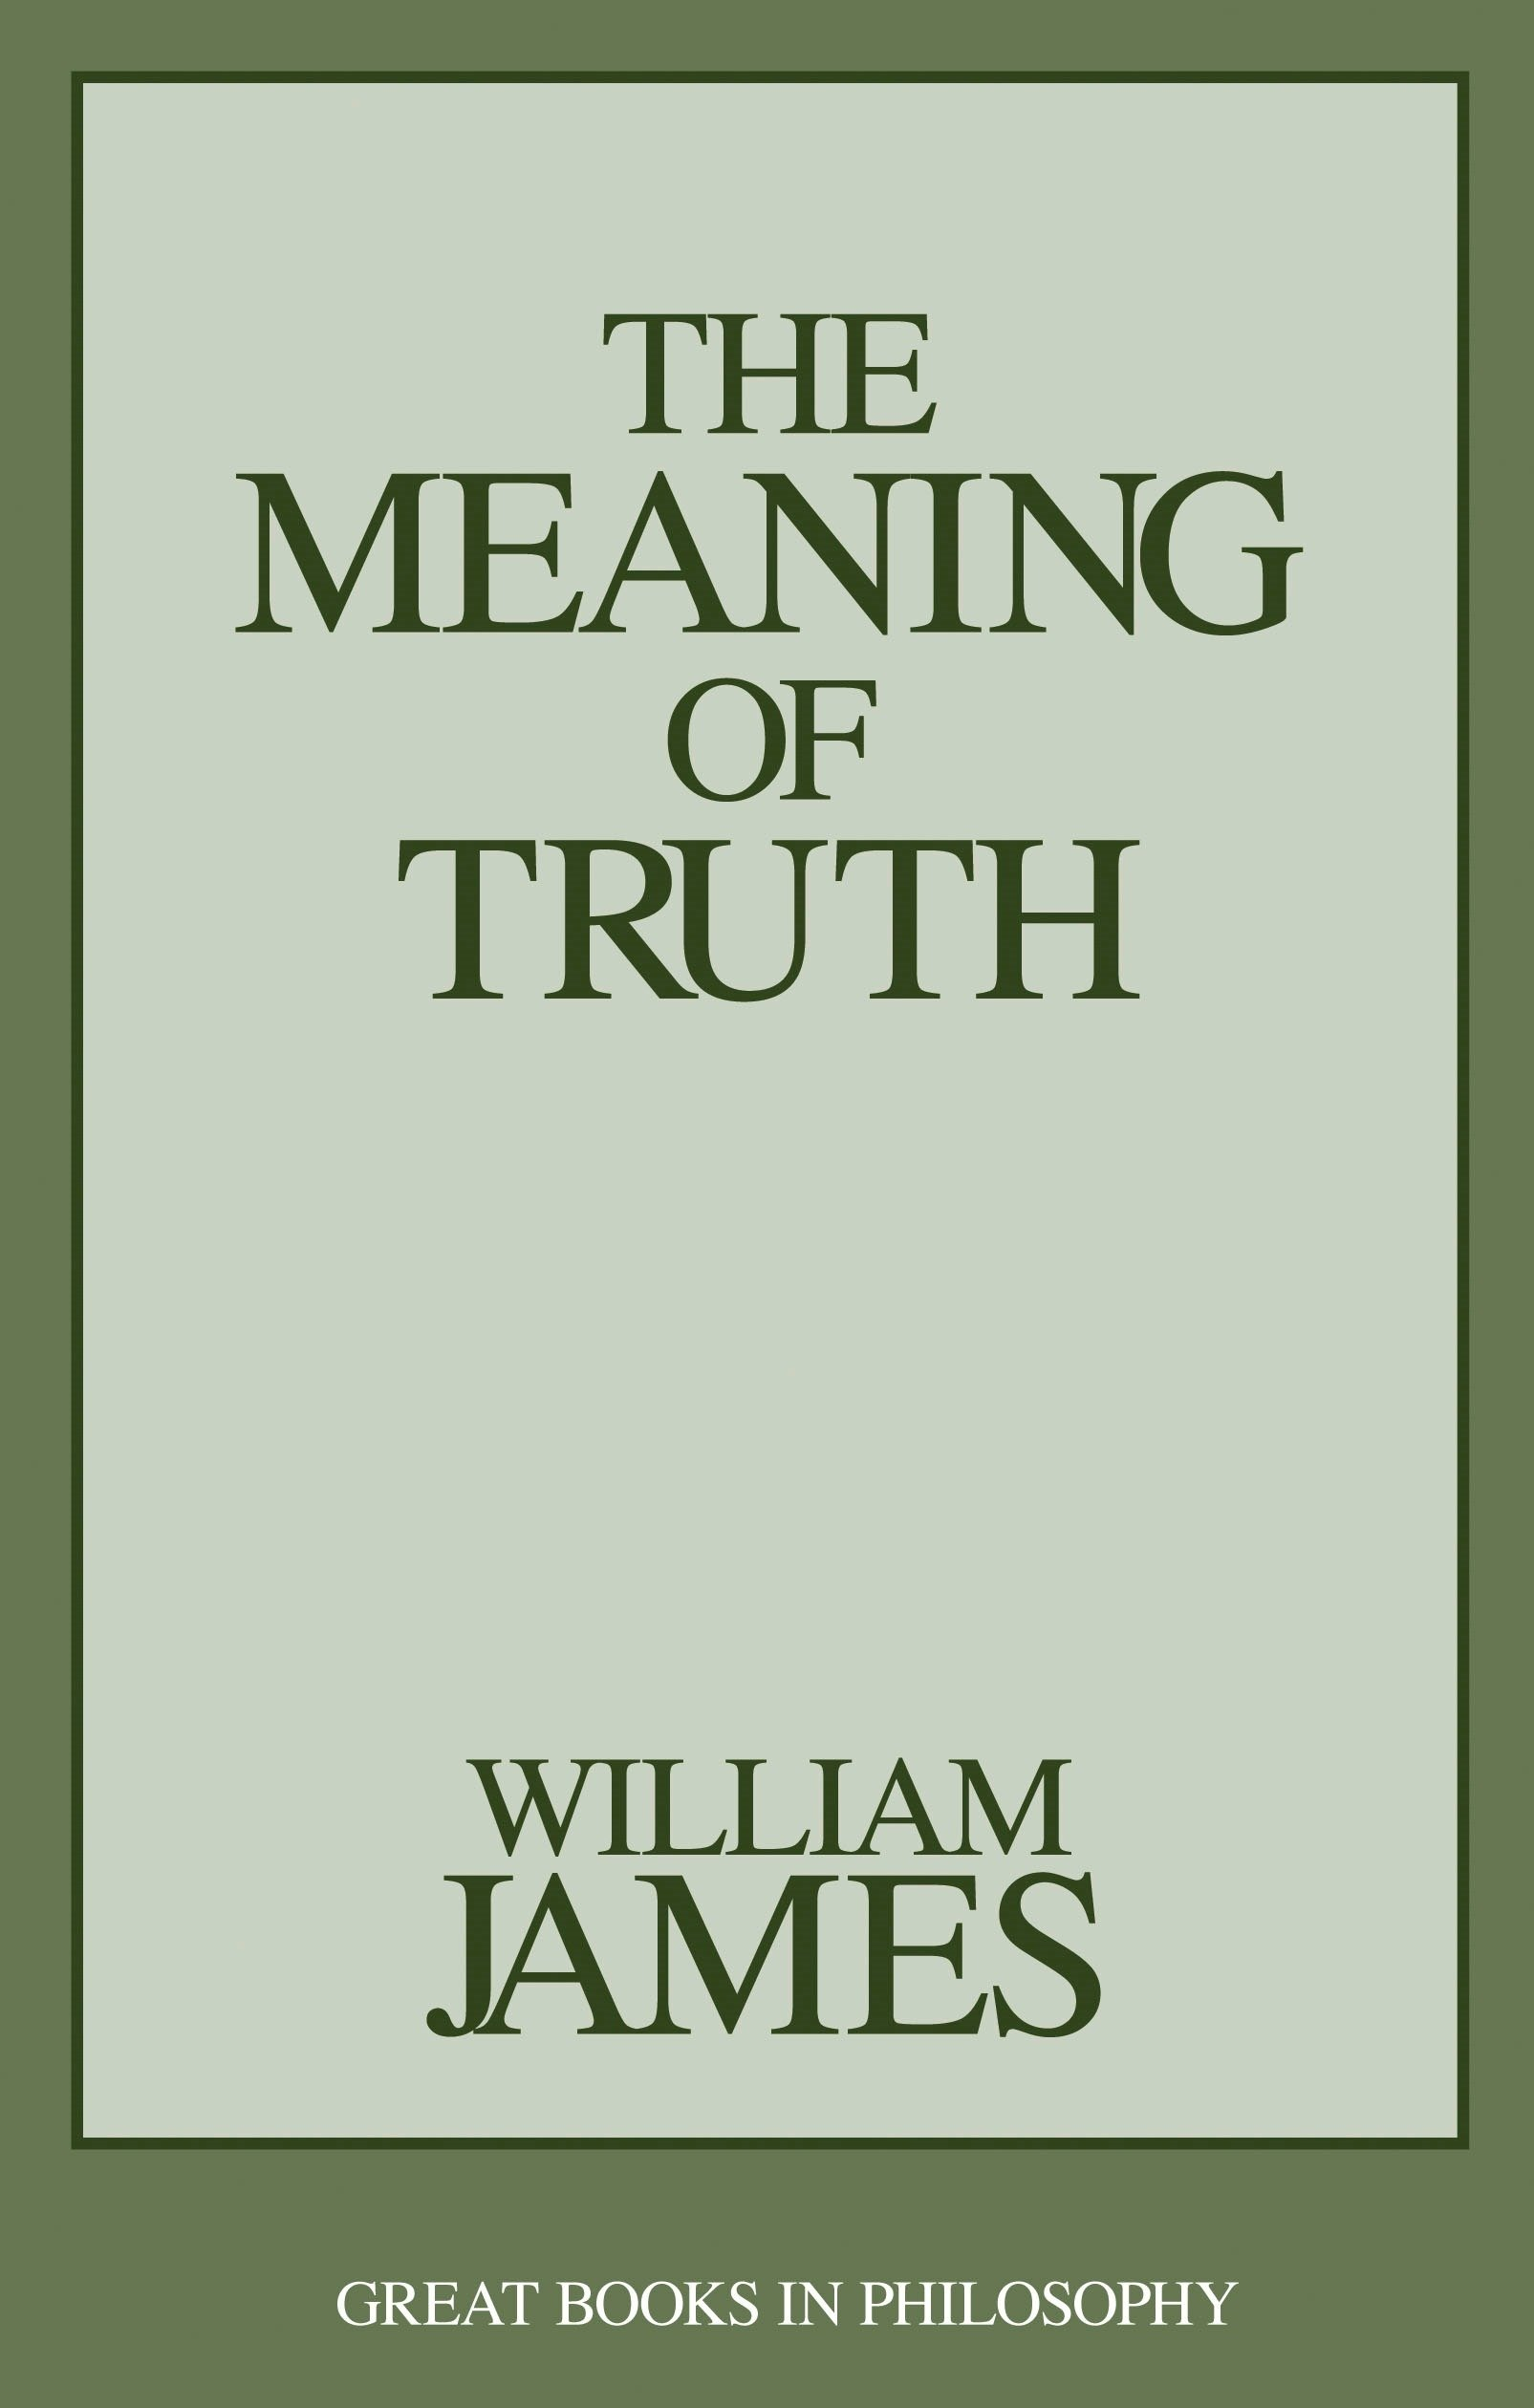 THE
MEANING
OF
TRUTH
WILLIAM
JAMES
GREAT BOOKS IN PHILOSOPHY